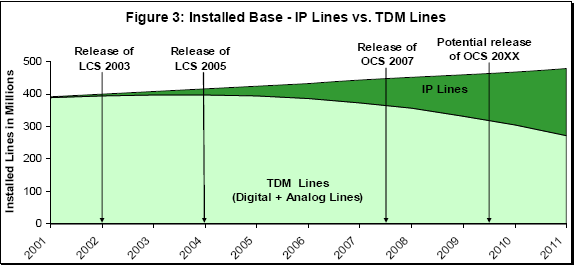 Figure 3: Installed Base - IP Lines vs. TDM Lines
Release of
LCS 2003
Release of
LCS 2005
Release of
OCS 2007
Potential release
of OCS 20XX
Installed Lines in Millions
500
400
300
200
100
0
IP Lines
TDM Lines
(Digital + Analog Lines)
2001
2002
2003
2004
2005
2006
2007
2008
2009
2010
2011